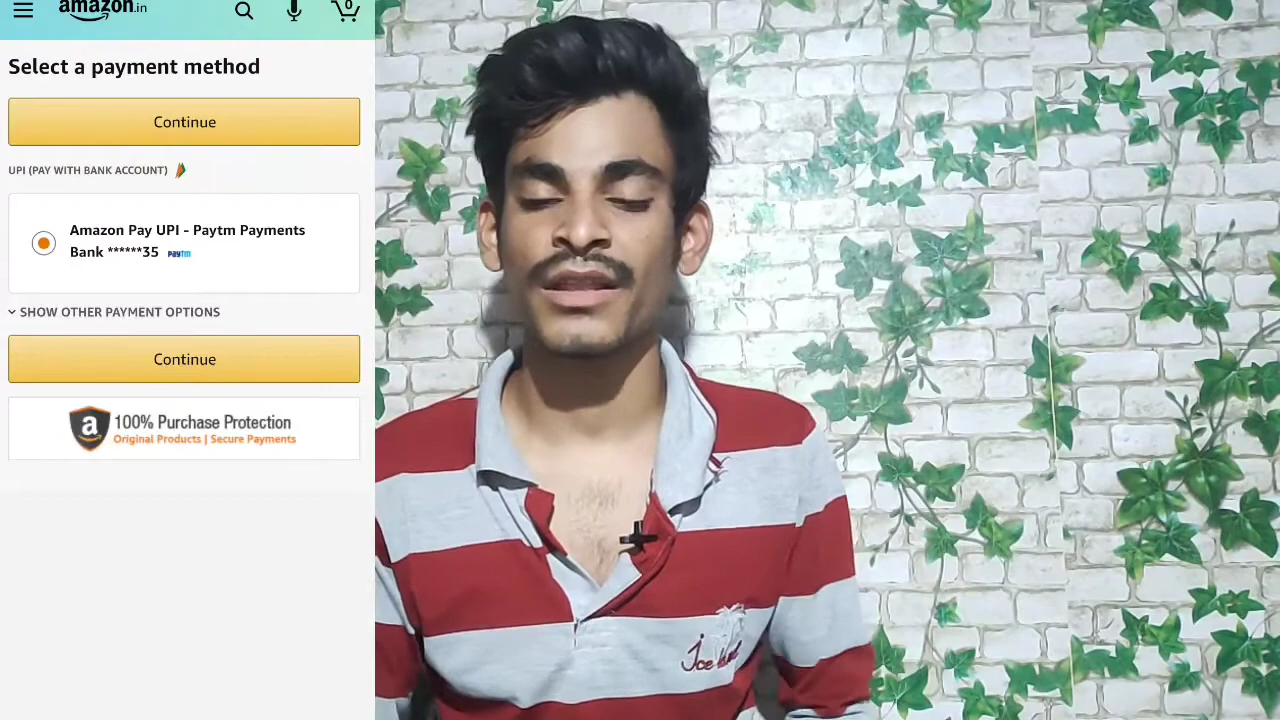 amazon.in
0
Select a payment method
Continue
UPI (PAY WITH BANK ACCOUNT)
Amazon Pay UPI - Paytm Payments
Bank ******35 paytm
SHOW OTHER PAYMENT OPTIONS
Continue
a 100% Purchase Protection
Original Products | Secure Payments